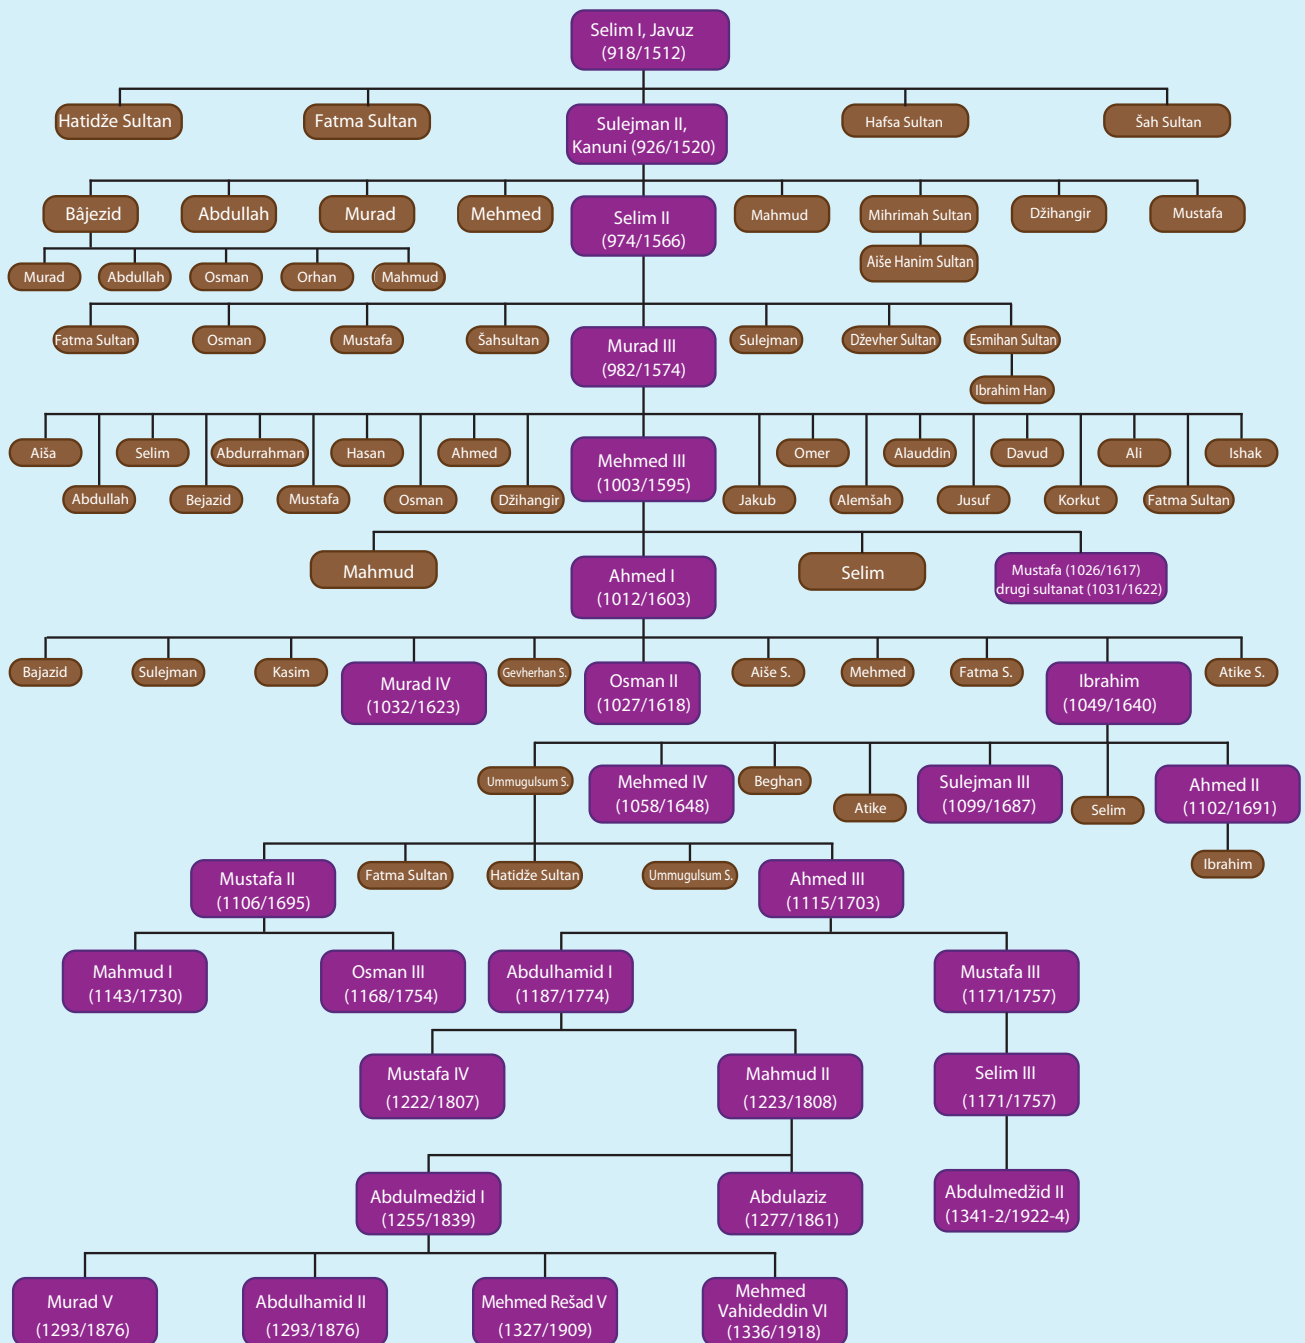 Selim I, Javuz
(918/1512)
Hatidže Sultan
Fatma Sultan
Sulejman II,
Kanuni (926/1520)
Hafsa Sultan
Šah Sultan
Bâjezid
Abdullah
Murad
Mehmed
Selim II
(974/1566)
Mahmud
Mihrimah Sultan
Džihangir
Mustafa
Murad
Abdullah
Osman
Orhan
Mahmud
Aiše Hanim Sultan
Fatma Sultan
Osman
Mustafa
Šahsultan
Murad III
(982/1574)
Sulejman
Dževher Sultan
Esmihan Sultan
Ibrahim Han
Aiša
Selim
Abdurrahman
Hasan
Ahmed
Mehmed III
(1003/1595)
Omer
Alauddin
Davud
Ali
Ishak
Abdullah
Bejazid
Mustafa
Osman
Džihangir
Jakub
Alemšah
Jusuf
Korkut
Fatma Sultan
Mahmud
Ahmed I
(1012/1603)
Selim
Mustafa (1026/1617)
drugi sultanat (1031/1622)
Bajazid
Sulejman
Kasim
Murad IV
(1032/1623)
Gevherhan S.
Osman II
(1027/1618)
Aiše S.
Mehmed
Fatma S.
Ibrahim
(1049/1640)
Atike S.
Ummugulsum S.
Mehmed IV
(1058/1648)
Beghan
Atike
Sulejman III
(1099/1687)
Selim
Ahmed II
(1102/1691)
Ibrahim
Mustafa II
(1106/1695)
Fatma Sultan
Hatidže Sultan
Ummugulsum S.
Ahmed III
(1115/1703)
Mahmud I
(1143/1730)
Osman III
(1168/1754)
Abdulhamid I
(1187/1774)
Mustafa III
(1171/1757)
Mustafa IV
(1222/1807)
Mahmud II
(1223/1808)
Selim III
(1171/1757)
Abdulmedžid I
(1255/1839)
Abdulaziz
(1277/1861)
Abdulmedžid II
(1341-2/1922-4)
Murad V
(1293/1876)
Abdulhamid II
(1293/1876)
Mehmed Rešad V
(1327/1909)
Mehmed
Vahideddin VI
(1336/1918)